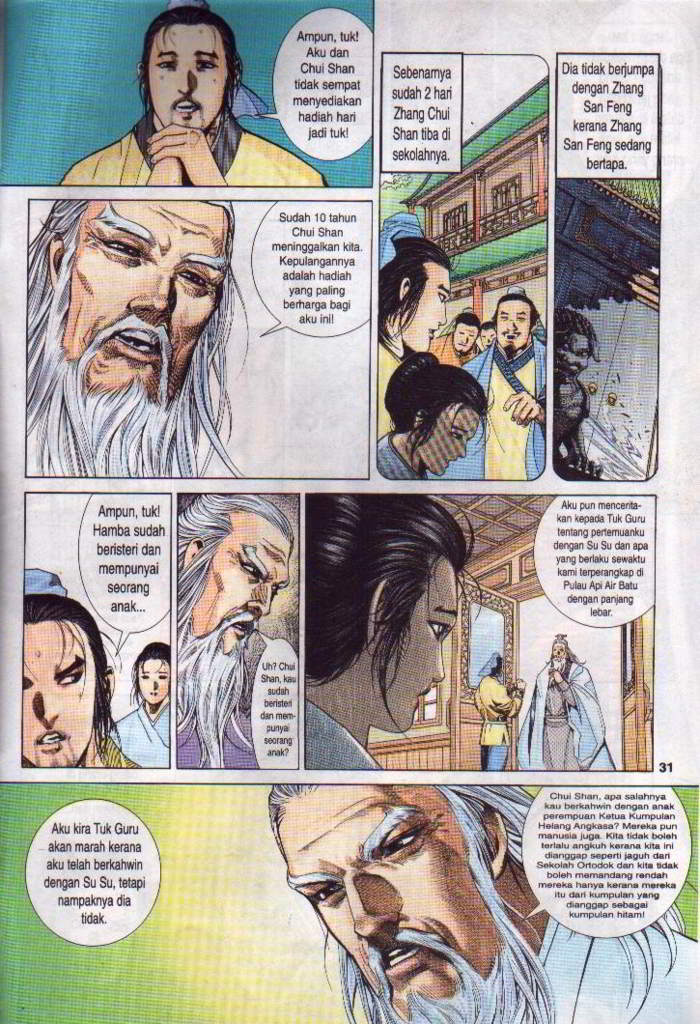 Ampun, tuk!
Aku dan
Chui Shan
tidak sempat
menyediakan
hadiah hari
jadi tuk!
Sebenarnya
sudah 2 hari
Zhang Chui
Shan tiba di
sekolahnya.
Dia tidak berjumpa
dengan Zhang
San Feng
kerana Zhang
San Feng sedang
bertapa.
Sudah 10 tahun
Chui Shan
meninggalkan kita.
Kepulangannya
adalah hadiah
yang paling
berharga bagi
aku ini!
Ampun, tuk!
Hamba sudah
beristeri dan
mempunyai
seorang
anak...
Uh? Chui
Shan, kau
sudah
beristeri
dan mem-
punyai
seorang
anak?
Aku pun mencerita-
kan kepada Tuk Guru
tentang pertemuanku
dengan Su Su dan apa
yang berlaku sewaktu
kami terperangkap di
Pulau Api Air Batu
dengan panjang
lebar.
31
Aku kira Tuk Guru
akan marah kerana
aku telah berkahwin
dengan Su Su, tetapi
nampaknya dia
tidak.
Chui Shan, apa salahnya
kau berkahwin dengan anak
perempuan Ketua Kumpulan
Helang Angkasa? Mereka pun
manusia juga. Kita tidak boleh
terlalu angkuh kerana kita ini
dianggap seperti jaguh dari
Sekolah Ortodok dan kita tidak
boleh memandang rendah
mereka hanya kerana mereka
itu dari kumpulan yang
dianggap sebagai
kumpulan hitam!